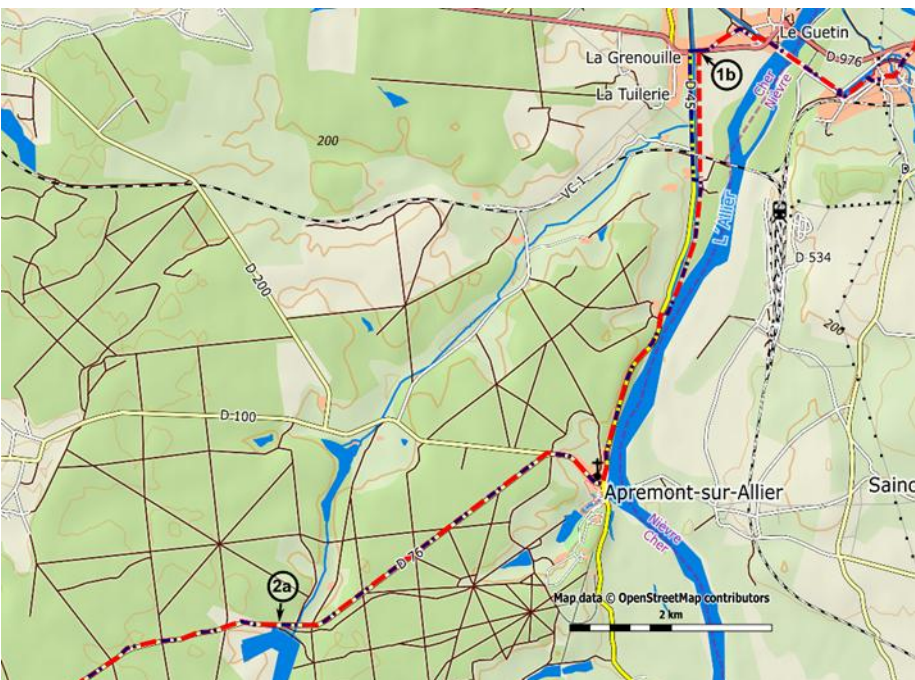 Le Guetin
La Grenouille
D 976
1b
La Tuilerie
D 45
Cher
Nièvre
200
VC 1
L'Allier
D 534
D 200
200
D 100
Apremont-sur-Allier
Sainc
Nièvre
Cher
D 76
2a
Map data © OpenStreetMap contributors
2 km